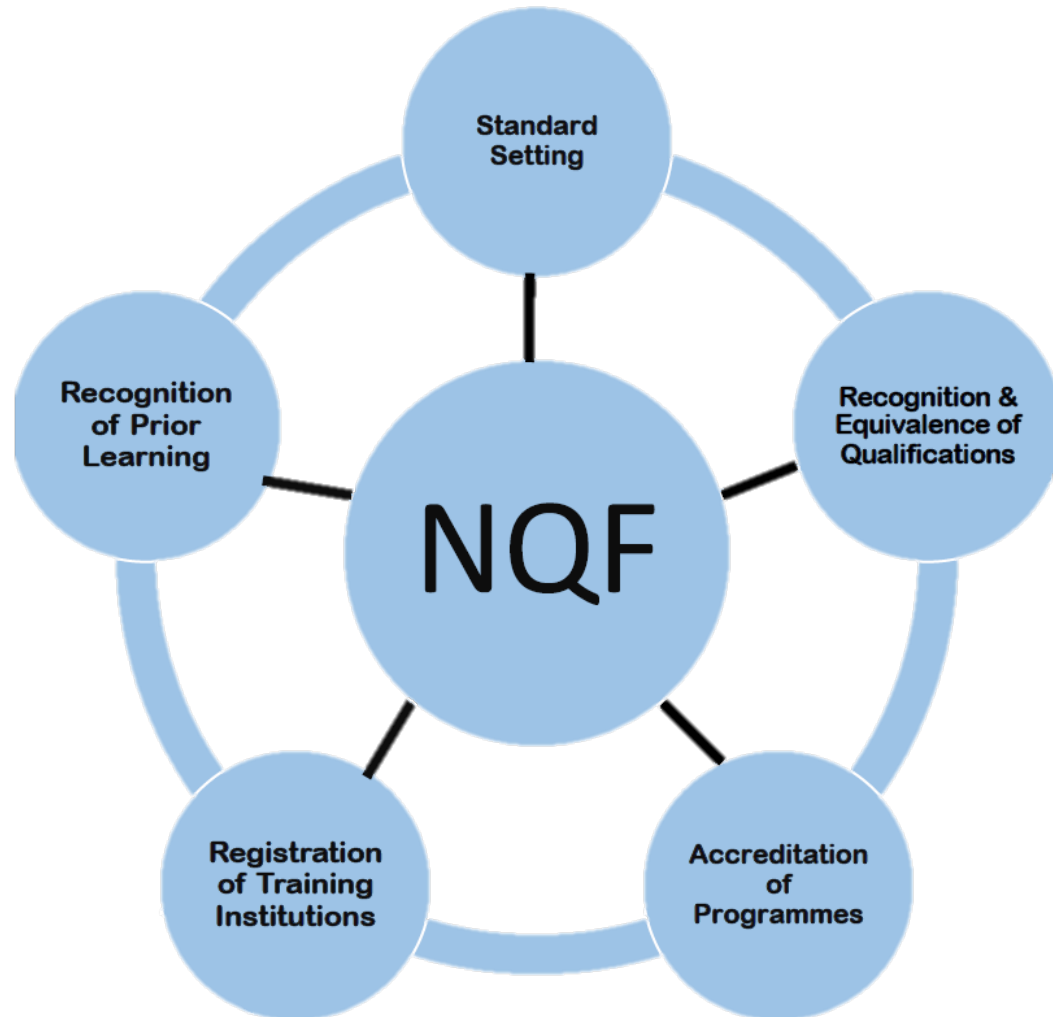 Standard
Setting
Recognition &
Equivalence of
Qualifications
Accreditation
of
Programmes
Registration
of Training
Institutions
Recognition
of Prior
Learning
NQF